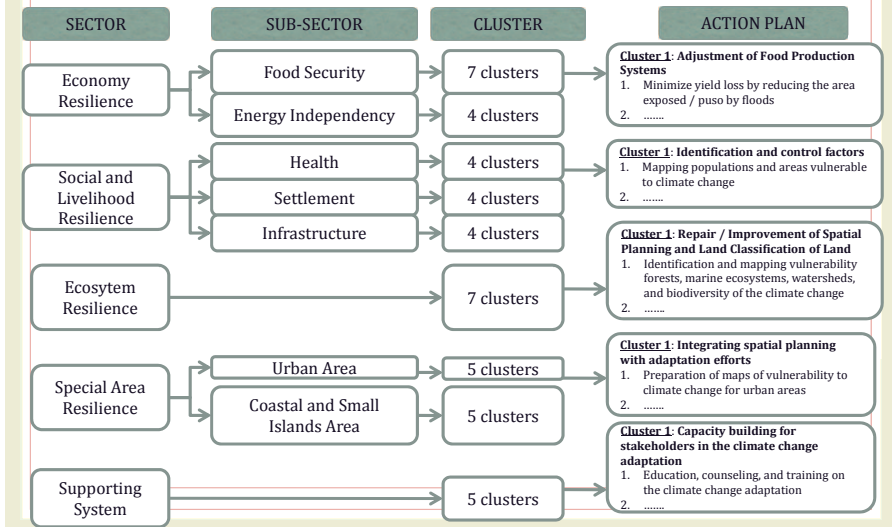 SECTOR
SUB-SECTOR
CLUSTER
ACTION PLAN
Economy
Resilience
Food Security
7 clusters
Energy Independency
4 clusters
Cluster 1: Adjustment of Food Production
Systems
1. Minimize yield loss by reducing the area
exposed / puso by floods
2. .......
Social and
Livelihood
Resilience
Health
4 clusters
Settlement
4 clusters
Infrastructure
4 clusters
Cluster 1: Identification and control factors
1. Mapping populations and areas vulnerable
to climate change
2. .......
Ecosytem
Resilience
7 clusters
Cluster 1: Repair / Improvement of Spatial
Planning and Land Classification of Land
1. Identification and mapping vulnerability
forests, marine ecosystems, watersheds,
and biodiversity of the climate change
2. .......
Special Area
Resilience
Urban Area
5 clusters
Coastal and Small
Islands Area
5 clusters
Cluster 1: Integrating spatial planning
with adaptation efforts
1. Preparation of maps of vulnerability to
climate change for urban areas
2. .......
Supporting
System
5 clusters
Cluster 1: Capacity building for
stakeholders in the climate change
adaptation
1. Education, counseling, and training on
the climate change adaptation
2. .......